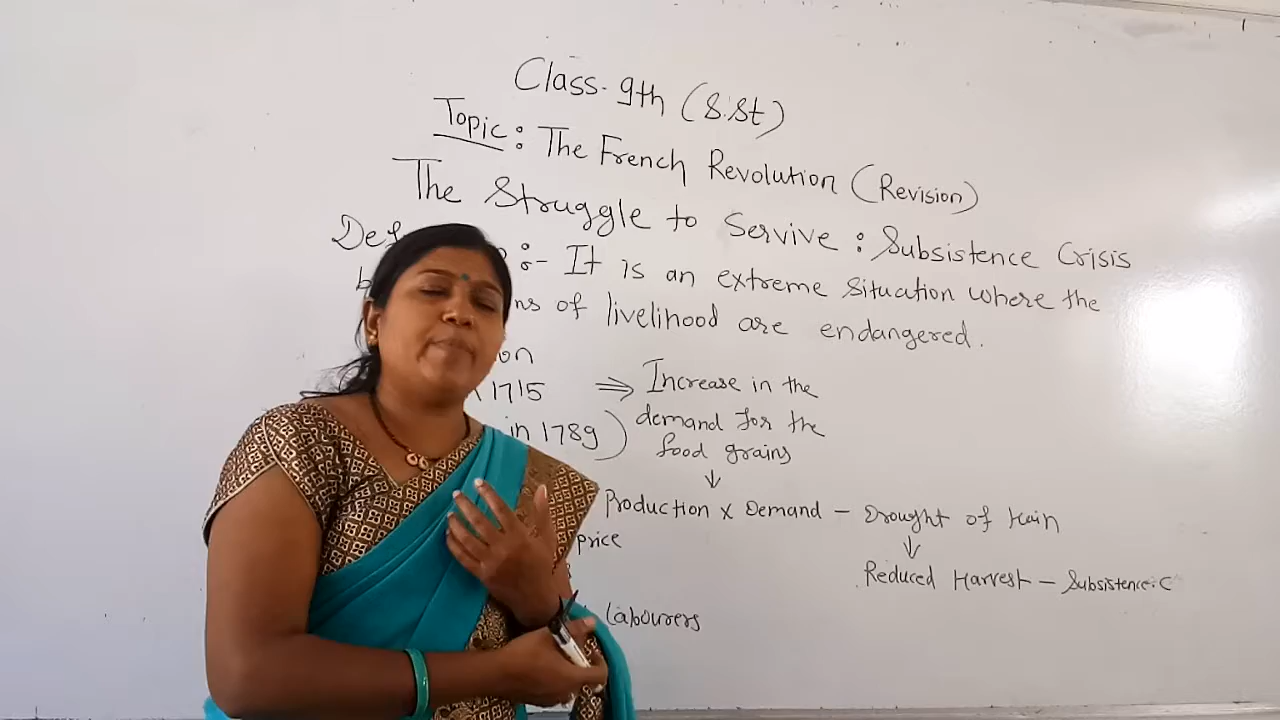 Class-9th (S.St)
Topic: The French Revolution (Revision)
The Struggle to Servive: Subsistence Crisis
:- It is an extreme situation where the
of livelihood are endangered.
1715 ⇒ Increase in the
in 1789) demand for the
food grains
↓
Production x Demand - Drought of
price
↓
Reduced Harvest - Subsistence.C
labourers